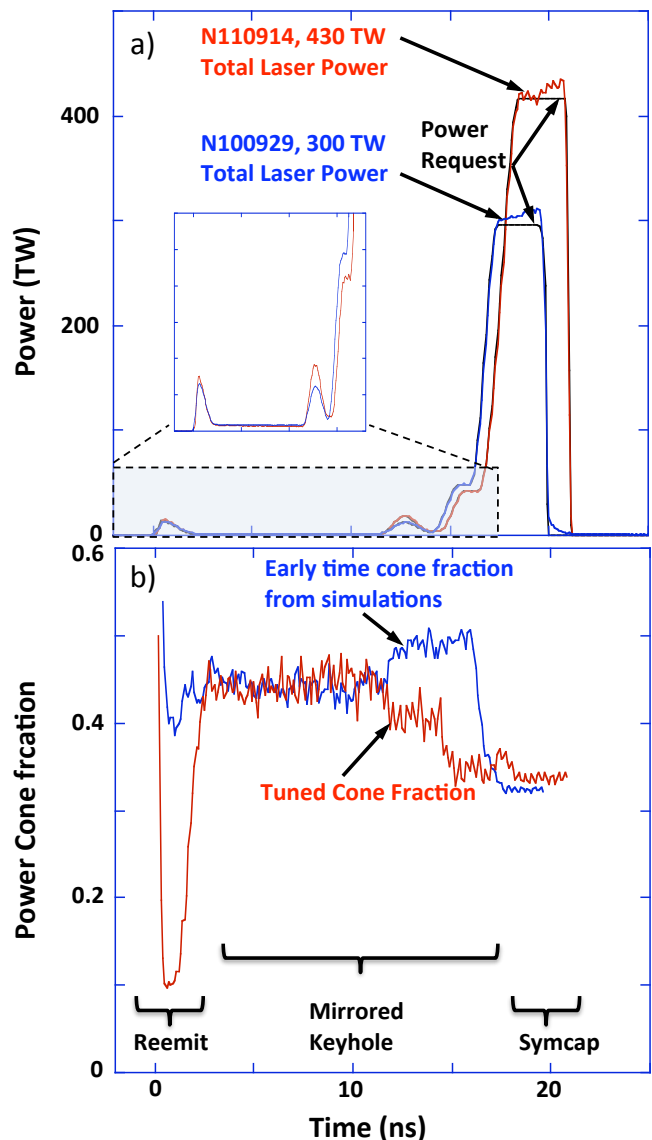 a)
N110914, 430 TW
Total Laser Power
N100929, 300 TW
Total Laser Power
Power
Request
Power (TW)
400
200
0
b)
Early time cone fraction
from simulations
Tuned Cone Fraction
Power Cone frcation
0.6
0.4
0.2
0
Reemit
Mirrored
Keyhole
Symcap
0
10
20
Time (ns)